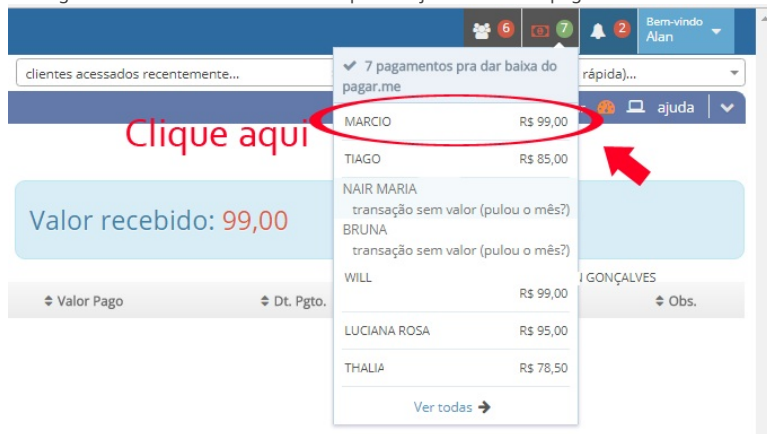 6
7
2
Bem-vindo
Alan
clientes acessados recentemente...
rápida)...
7 pagamentos pra dar baixa do
pagar.me
ajuda
MARCIO R$ 99,00
Clique aqui
TIAGO R$ 85,00
NAIR MARIA
transação sem valor (pulou o mês?)
Valor recebido: 99,00
BRUNA
transação sem valor (pulou o mês?)
WILL
GONÇALVES
R$ 99,00
Valor Pago Dt. Pgto. Obs.
LUCIANA ROSA R$ 95,00
THALIA R$ 78,50
Ver todas